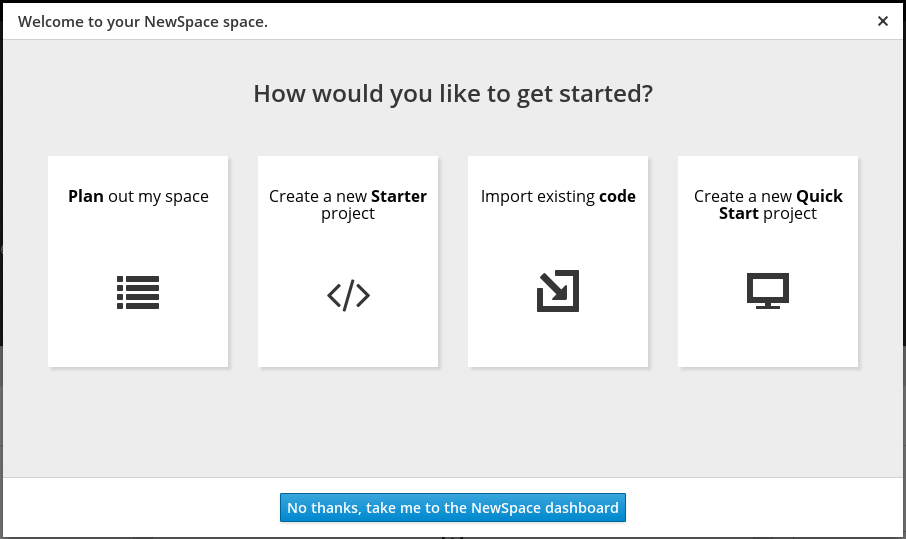 Welcome to your NewSpace space.
How would you like to get started?
Plan out my space
Create a new Starter
project
Import existing code
Create a new Quick
Start project
No thanks, take me to the NewSpace dashboard